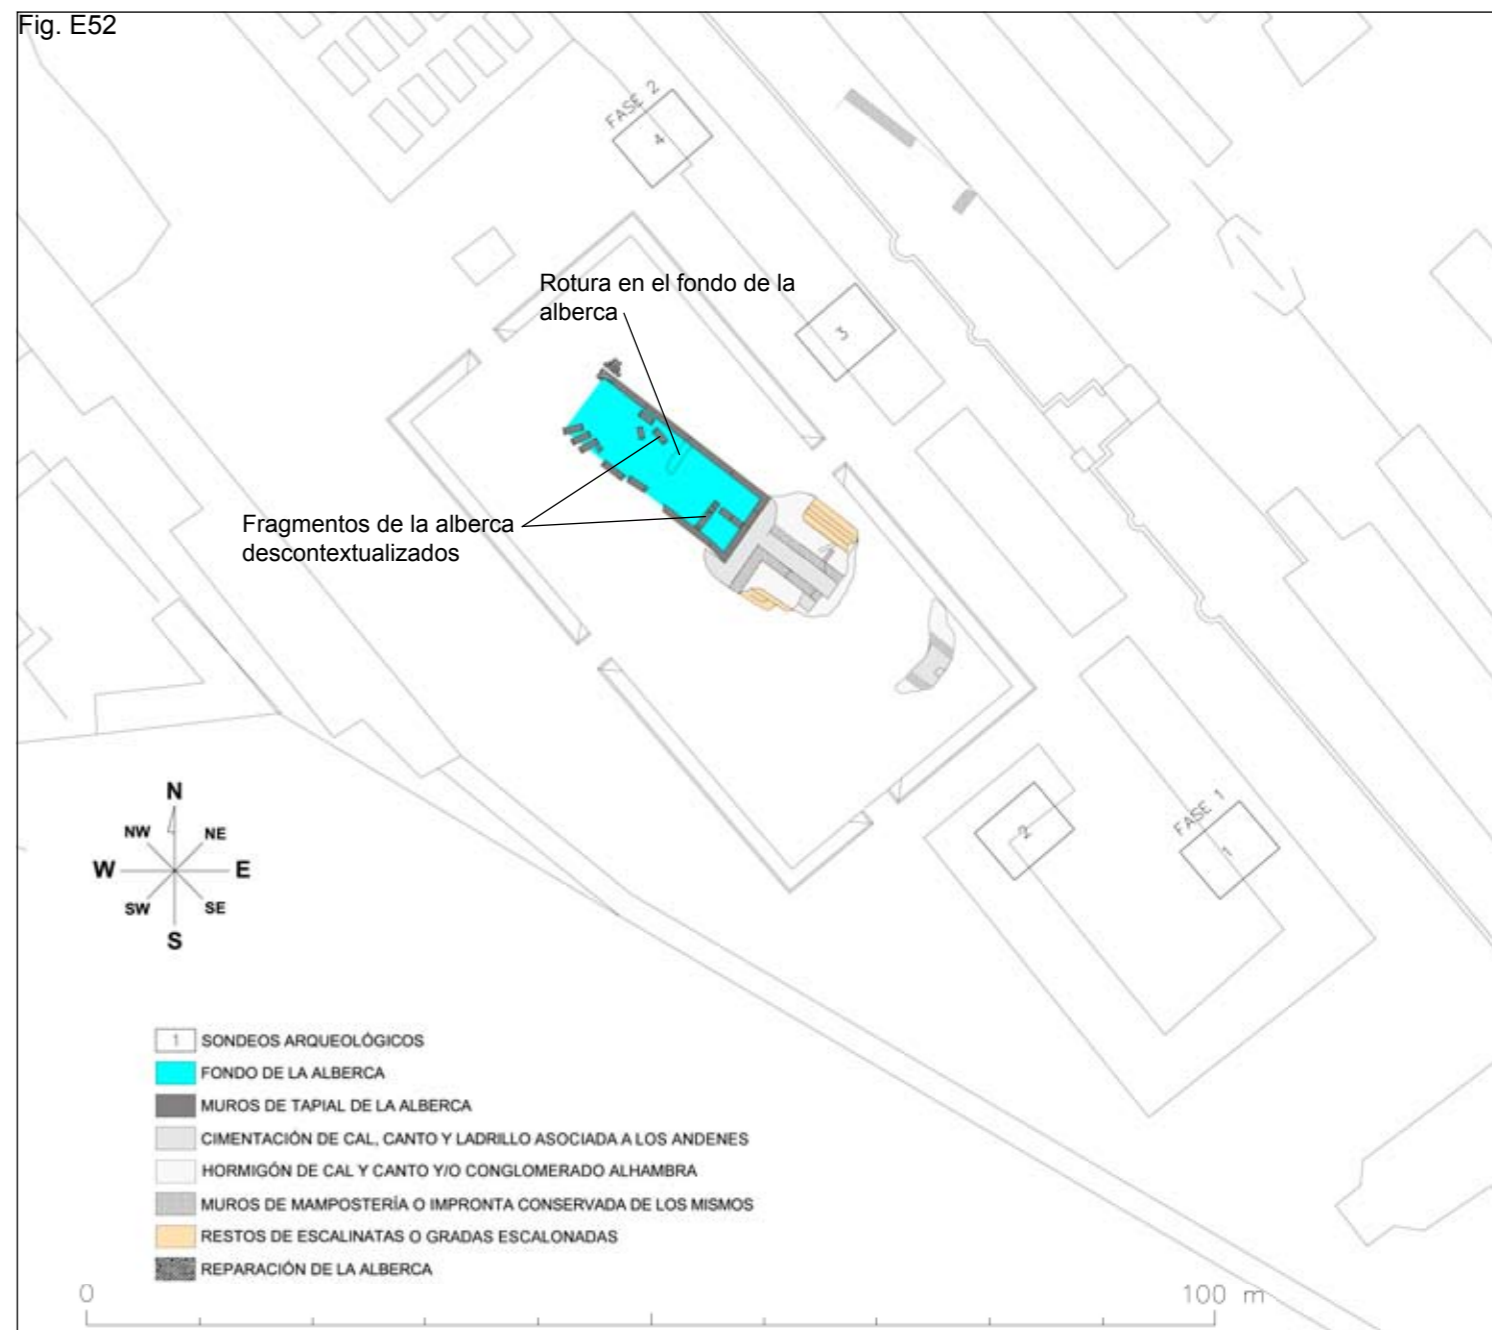 Fig. E52
FASE 2
4
Rotura en el fondo de la
alberca
3
Fragmentos de la alberca
descontextualizados
FASE 1
2
1
N
NW NE
W E
SW SE
S
1 SONDEOS ARQUEOLÓGICOS
FONDO DE LA ALBERCA
MUROS DE TAPIAL DE LA ALBERCA
CIMENTACIÓN DE CAL, CANTO Y LADRILLO ASOCIADA A LOS ANDENES
HORMIGÓN DE CAL Y CANTO Y/O CONGLOMERADO ALHAMBRA
MUROS DE MAMPOSTERÍA O IMPRONTA CONSERVADA DE LOS MISMOS
RESTOS DE ESCALINATAS O GRADAS ESCALONADAS
REPARACIÓN DE LA ALBERCA
0 100 m